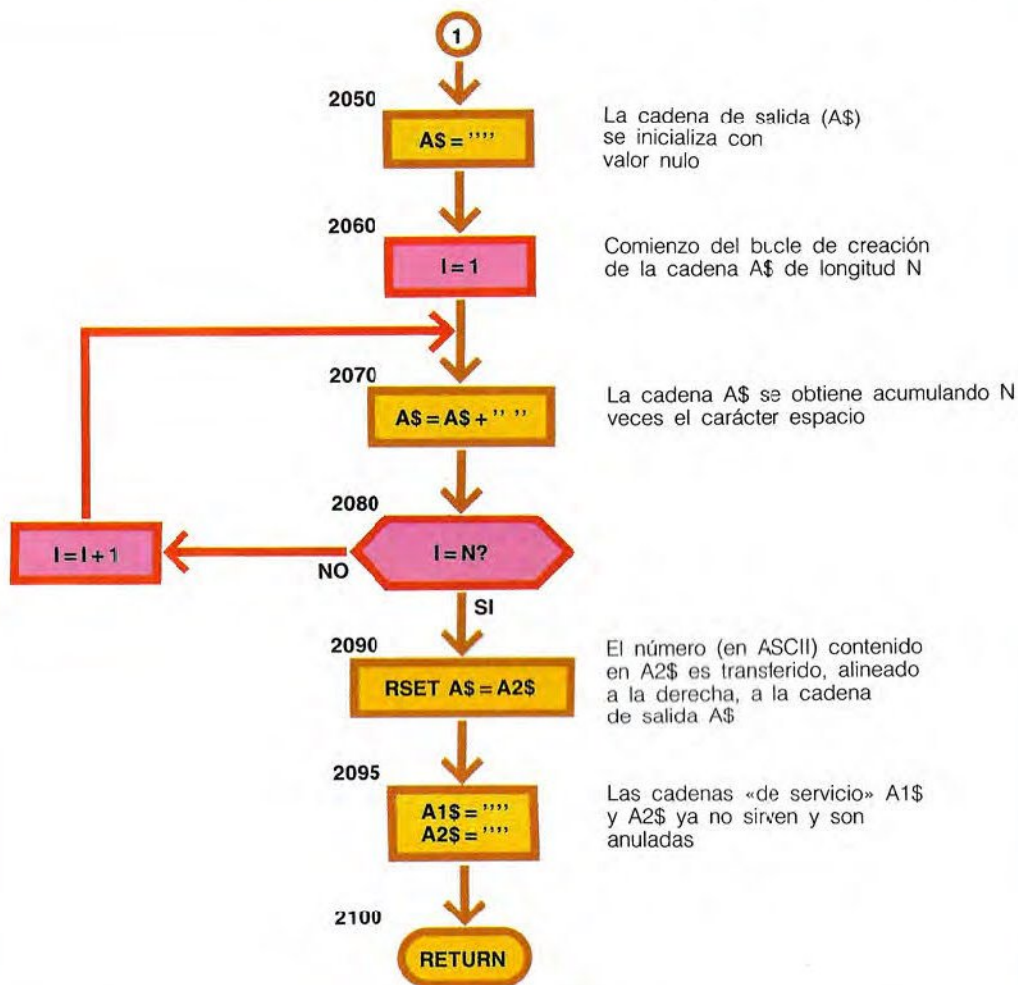 1
2050
A$ = ""
La cadena de salida (A$)
se inicializa con
valor nulo
2060
I = 1
Comienzo del bucle de creación
de la cadena A$ de longitud N
2070
A$ = A$ + " "
La cadena A$ se obtiene acumulando N
veces el carácter espacio
2080
I = N?
I = I + 1
NO
SI
2090
RSET A$ = A2$
El número (en ASCII) contenido
en A2$ es transferido, alineado
a la derecha, a la cadena
de salida A$
2095
A1$ = ""
A2$ = ""
Las cadenas «de servicio» A1$
y A2$ ya no sirven y son
anuladas
2100
RETURN